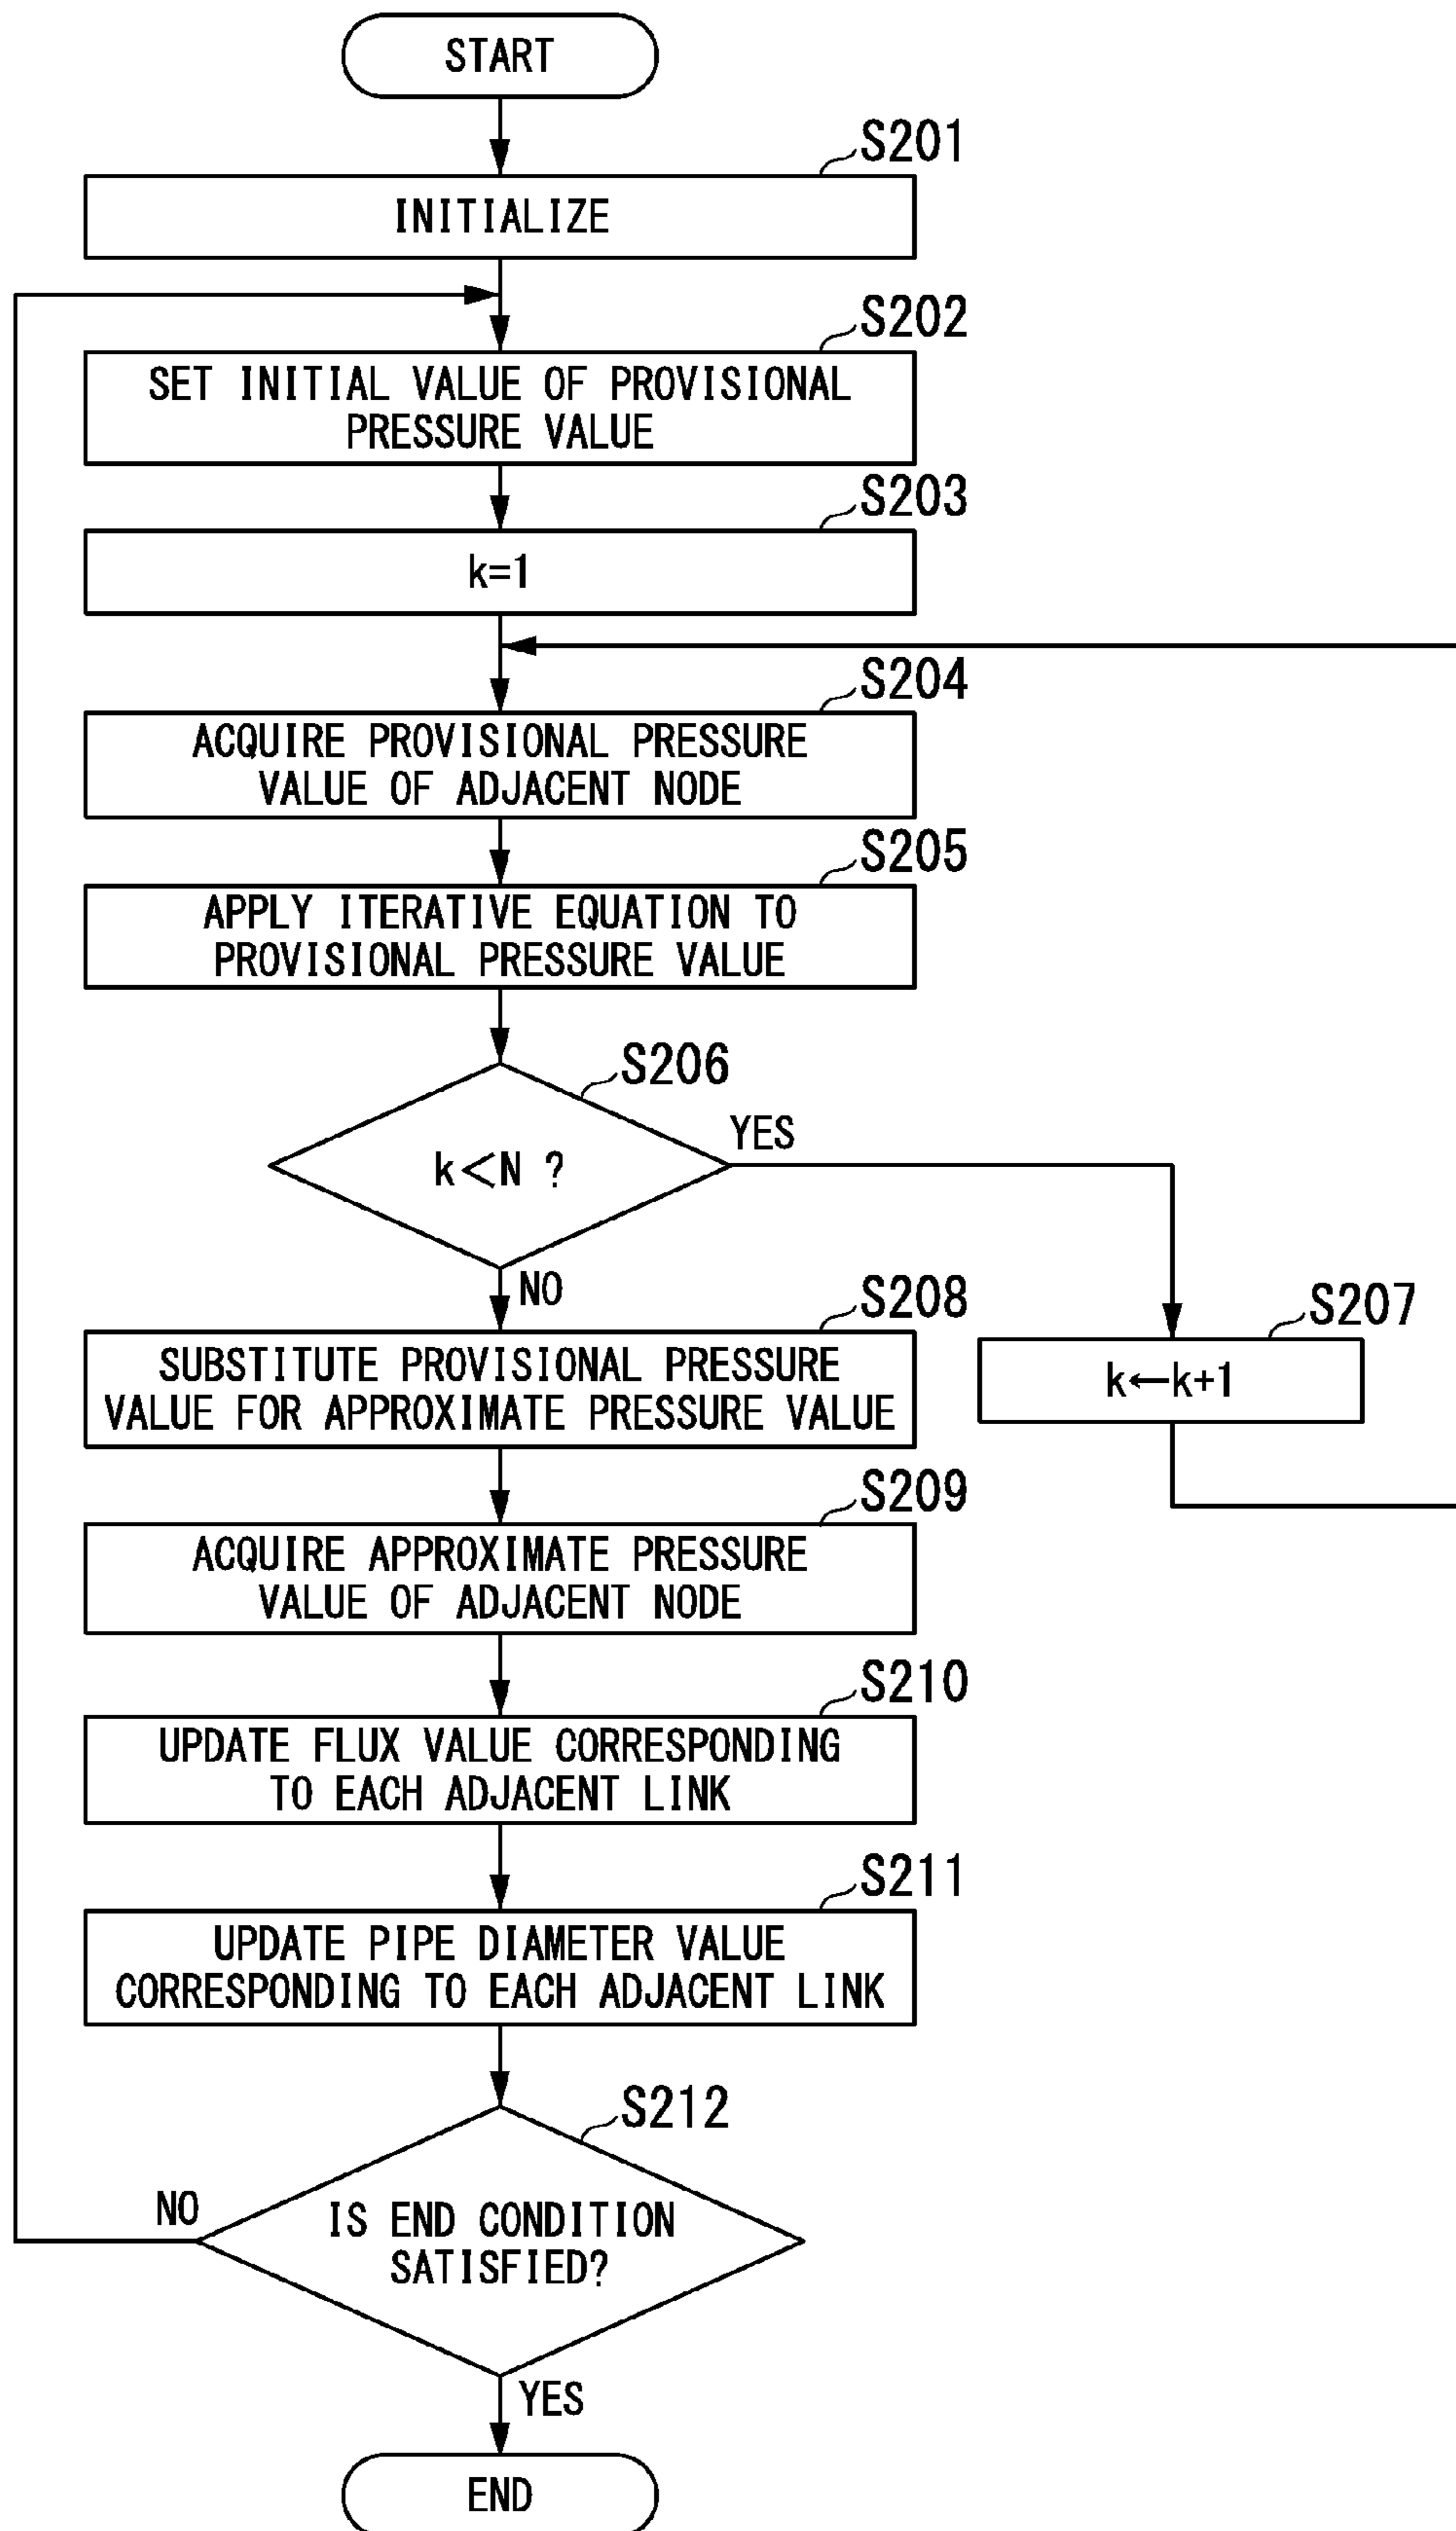 START
S201
INITIALIZE
S202
SET INITIAL VALUE OF PROVISIONAL
PRESSURE VALUE
S203
k=1
S204
ACQUIRE PROVISIONAL PRESSURE
VALUE OF ADJACENT NODE
S205
APPLY ITERATIVE EQUATION TO
PROVISIONAL PRESSURE VALUE
S206
k<N ?
YES
NO
S207
k←k+1
S208
SUBSTITUTE PROVISIONAL PRESSURE
VALUE FOR APPROXIMATE PRESSURE VALUE
S209
ACQUIRE APPROXIMATE PRESSURE
VALUE OF ADJACENT NODE
S210
UPDATE FLUX VALUE CORRESPONDING
TO EACH ADJACENT LINK
S211
UPDATE PIPE DIAMETER VALUE
CORRESPONDING TO EACH ADJACENT LINK
S212
IS END CONDITION
SATISFIED?
NO
YES
END